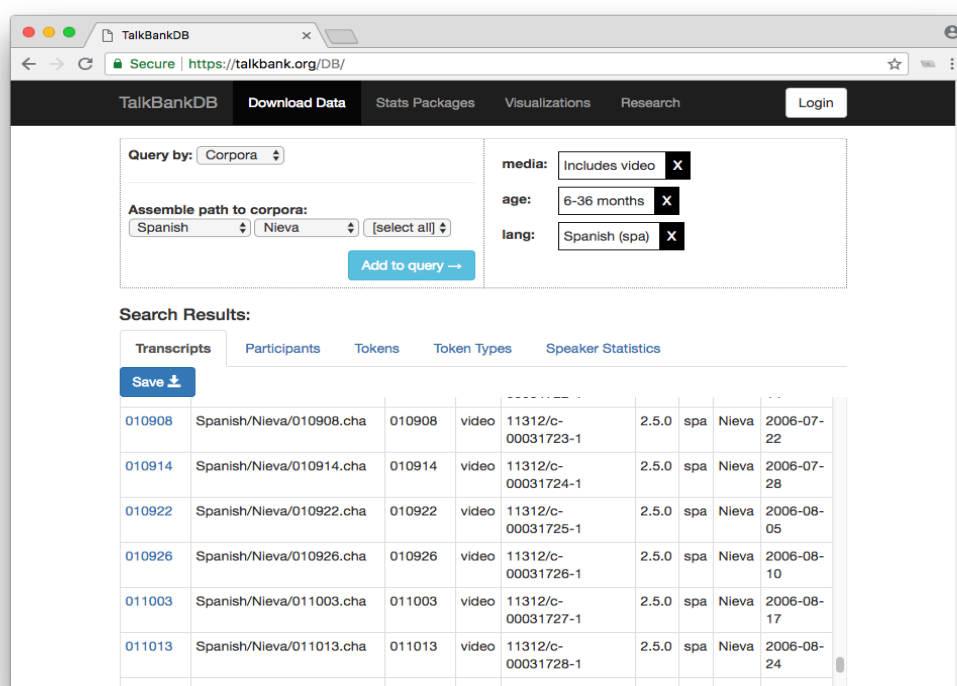 TalkBankDB
Secure | https://talkbank.org/DB/
TalkBankDB Download Data Stats Packages Visualizations Research Login
Query by: Corpora
Assemble path to corpora:
Spanish Nieva [select all]
Add to query →
media: Includes video X
age: 6-36 months X
lang: Spanish (spa) X
Search Results:
Transcripts Participants Tokens Token Types Speaker Statistics
Save
010908 Spanish/Nieva/010908.cha 010908 video 11312/c- 2.5.0 spa Nieva 2006-07-
00031723-1 22
010914 Spanish/Nieva/010914.cha 010914 video 11312/c- 2.5.0 spa Nieva 2006-07-
00031724-1 28
010922 Spanish/Nieva/010922.cha 010922 video 11312/c- 2.5.0 spa Nieva 2006-08-
00031725-1 05
010926 Spanish/Nieva/010926.cha 010926 video 11312/c- 2.5.0 spa Nieva 2006-08-
00031726-1 10
011003 Spanish/Nieva/011003.cha 011003 video 11312/c- 2.5.0 spa Nieva 2006-08-
00031727-1 17
011013 Spanish/Nieva/011013.cha 011013 video 11312/c- 2.5.0 spa Nieva 2006-08-
00031728-1 24